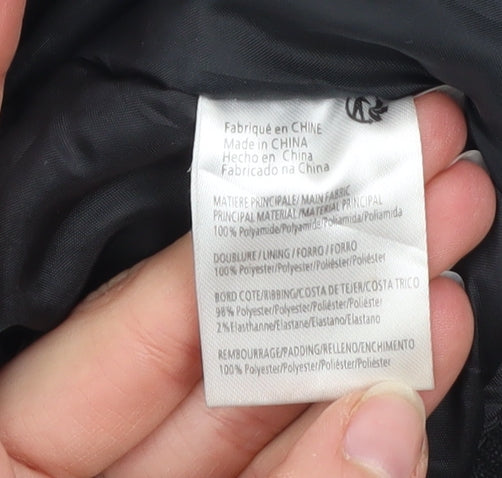 Fabriqué en CHINE
Made in CHINA
Hecho en China
Fabricado na China
MATIERE PRINCIPALE/ MAIN FABRIC
PRINCIPAL MATERIAL/MATERIAL PRINCIPAL
100% Polyamide/Polyamide/Poliamida/Poliamida
DOUBLURE / LINING / FORRO / FORRO
100% Polyester/Polyester/Poliéster/Poliéster
BORD COTE/RIBBING/COSTA DE TEJER/COSTA TRICO
98% Polyester/Polyester/Poliéster/Poliéster
2% Elasthanne/Elastane/Elastano/Elastano
REMBOURRAGE/PADDING/RELLENO/ENCHIMENTO
100% Polyester/Polyester/Poliéster/Poliéster